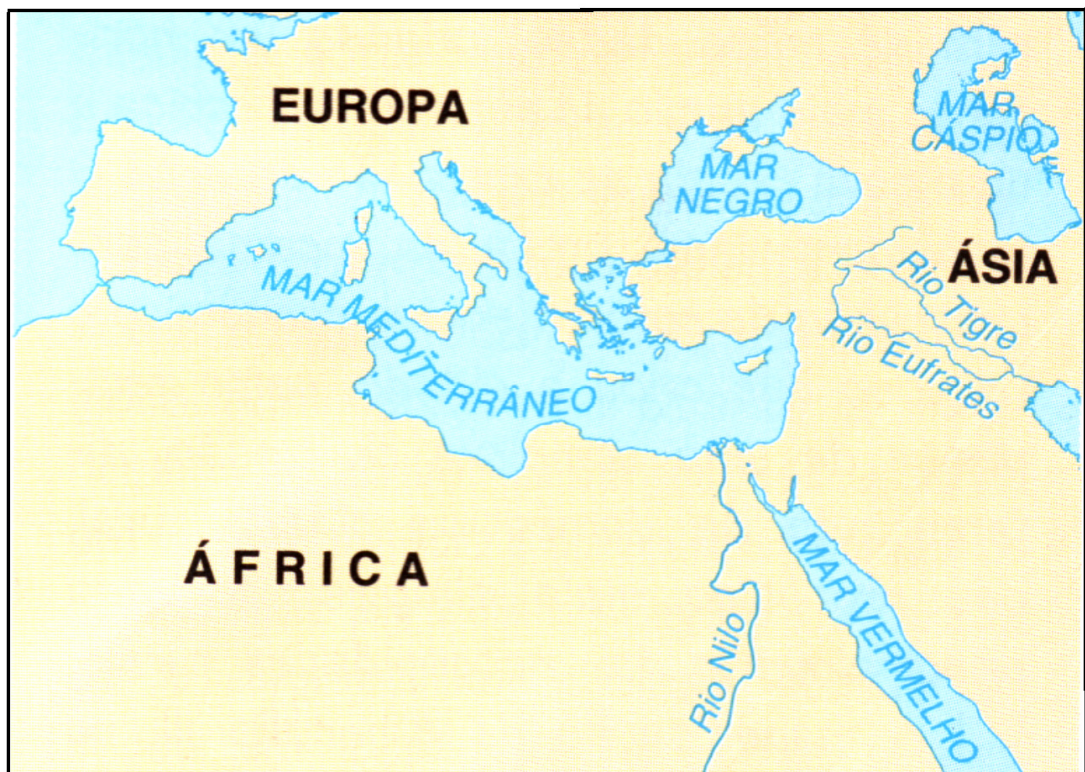 EUROPA
MAR
CÁSPIO
MAR
NEGRO
ÁSIA
Rio Tigre
MAR MEDITERRÂNEO
Rio Eufrates
ÁFRICA
MAR VERMELHO
Rio Nilo